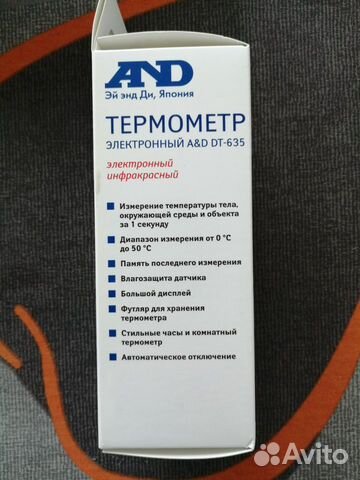 AND
Эй энд Ди, Япония
ТЕРМОМЕТР
ЭЛЕКТРОННЫЙ A&D DT-635
электронный
инфракрасный
Измерение температуры тела,
окружающей среды и объекта
за 1 секунду
Диапазон измерения от 0 °С
до 50 °С
Память последнего измерения
Влагозащита датчика
Большой дисплей
Футляр для хранения
термометра
Стильные часы и комнатный
термометр
Автоматическое отключение
Avito